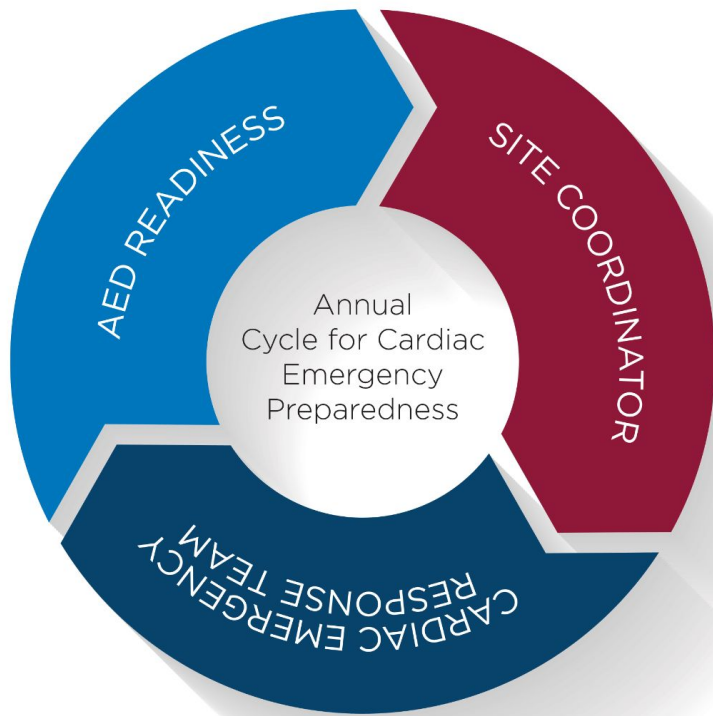 AED READINESS
SITE COORDINATOR
Annual
Cycle for Cardiac
Emergency
Preparedness
CARDIAC EMERGENCY
RESPONSE TEAM